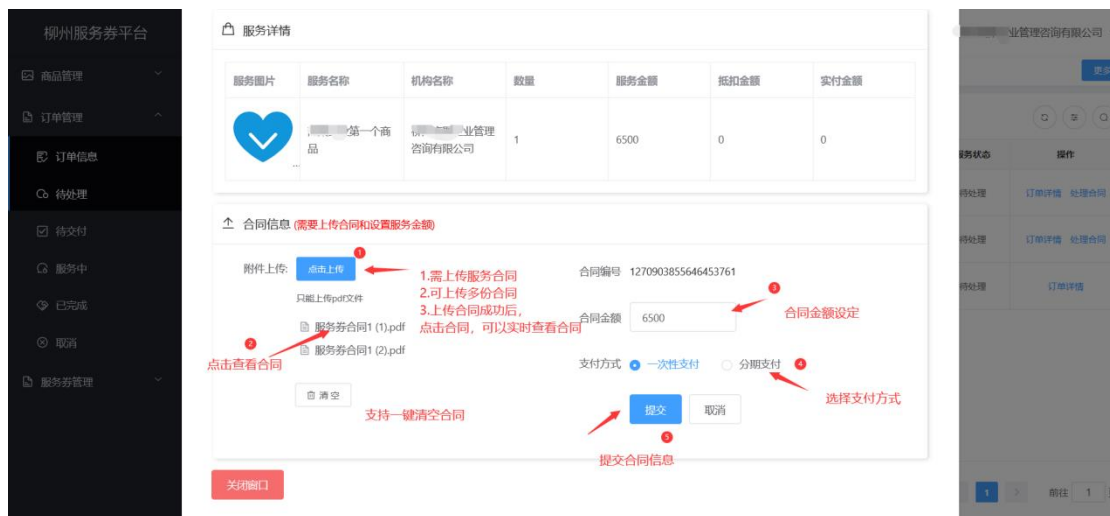 柳州服务券平台
商品管理
订单管理
订单信息
待处理
待交付
服务中
已完成
取消
服务券管理
服务详情
服务图片 服务名称 机构名称 数量 服务金额 抵扣金额 实付金额
第一个商品
业管理咨询有限公司
1
6500
0
0
...
合同信息 (需要上传合同和设置服务金额)
附件上传: 点击上传
1
只能上传pdf文件
服务券合同1 (1).pdf
服务券合同1 (2).pdf
2
点击查看合同
清空
支持一键清空合同
1.需上传服务合同
2.可上传多份合同
3.上传合同成功后,
点击合同,可以实时查看合同
合同编号 1270903855646453761
3
合同金额 6500
合同金额设定
支付方式 一次性支付 分期支付
4
选择支付方式
提交 取消
5
提交合同信息
关闭窗口
业管理咨询有限公司
服务状态 操作
待处理 订单详情 处理合同
待处理 订单详情 处理合同
待处理 订单详情
1
前往 1